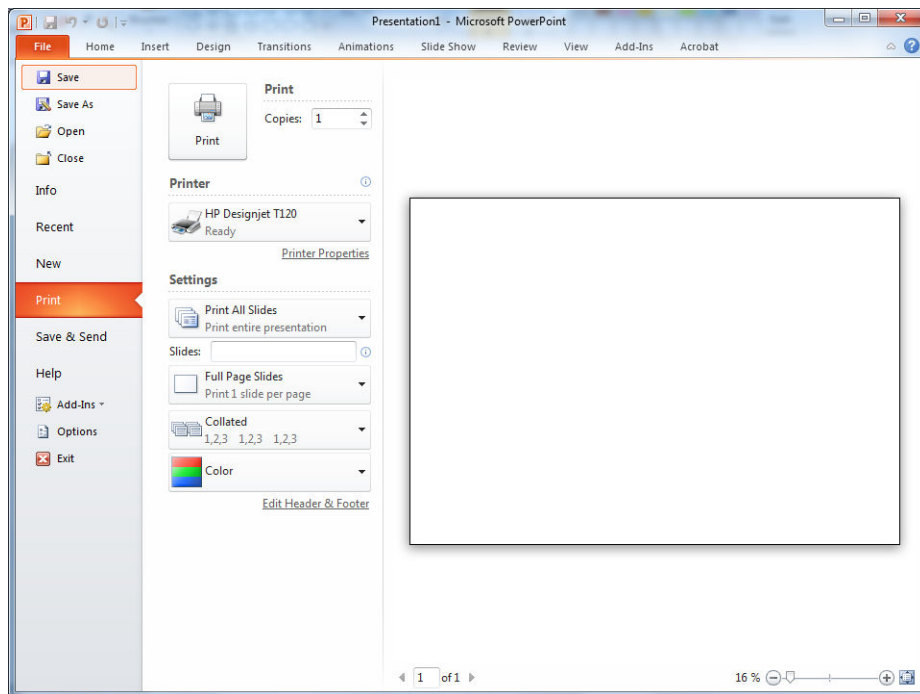 Presentation1 - Microsoft PowerPoint
File Home Insert Design Transitions Animations Slide Show Review View Add-Ins Acrobat
Save
Save As
Open
Close
Info
Recent
New
Print
Save & Send
Help
Add-Ins
Options
Exit
Print
Print
Copies: 1
Printer
HP Designjet T120
Ready
Printer Properties
Settings
Print All Slides
Print entire presentation
Slides:
Full Page Slides
Print 1 slide per page
Collated
1,2,3 1,2,3 1,2,3
Color
Edit Header & Footer
1 of 1
16 %